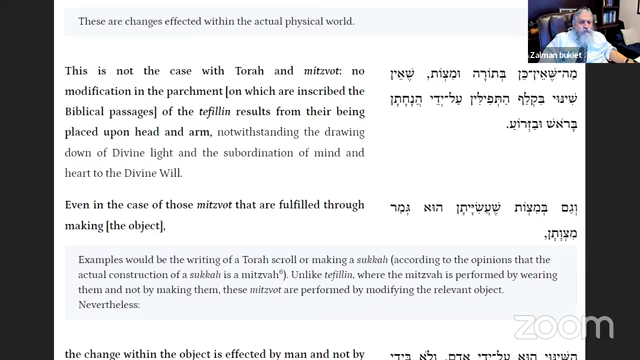 These are changes effected within the actual physical world.
Zalman bukiet
This is not the case with Torah and mitzvot: no
modification in the parchment [on which are inscribed the
Biblical passages] of the tefillin results from their being
placed upon head and arm, notwithstanding the drawing
down of Divine light and the subordination of mind and
heart to the Divine Will.
מַה־שֶּׁאֵין־כֵּן בְּתוֹרָה וּמִצְוֹת, שֶׁאֵין
שִׁינּוּי בִּקְלַף הַתְּפִילִּין עַל־יְדֵי הֲנָחָתָן
בָּרֹאשׁ וּבַזְּרוֹעַ.
Even in the case of those mitzvot that are fulfilled through
making [the object],
וְגַם בְּמִצְוֹת שֶׁעֲשִׂיָּיתָן הוּא גְּמַר
מִצְוָתָן,
Examples would be the writing of a Torah scroll or making a sukkah (according to the opinions that
the actual construction of a sukkah is a mitzvah⁶). Unlike tefillin, where the mitzvah is performed by wearing
them and not by making them, these mitzvot are performed by modifying the relevant object.
Nevertheless:
the change within the object is effected by man and not by
הַשִּׁינּוּי הוּא עַל־יְדֵי אָדָם, וְלֹא בִּידֵי
zoom